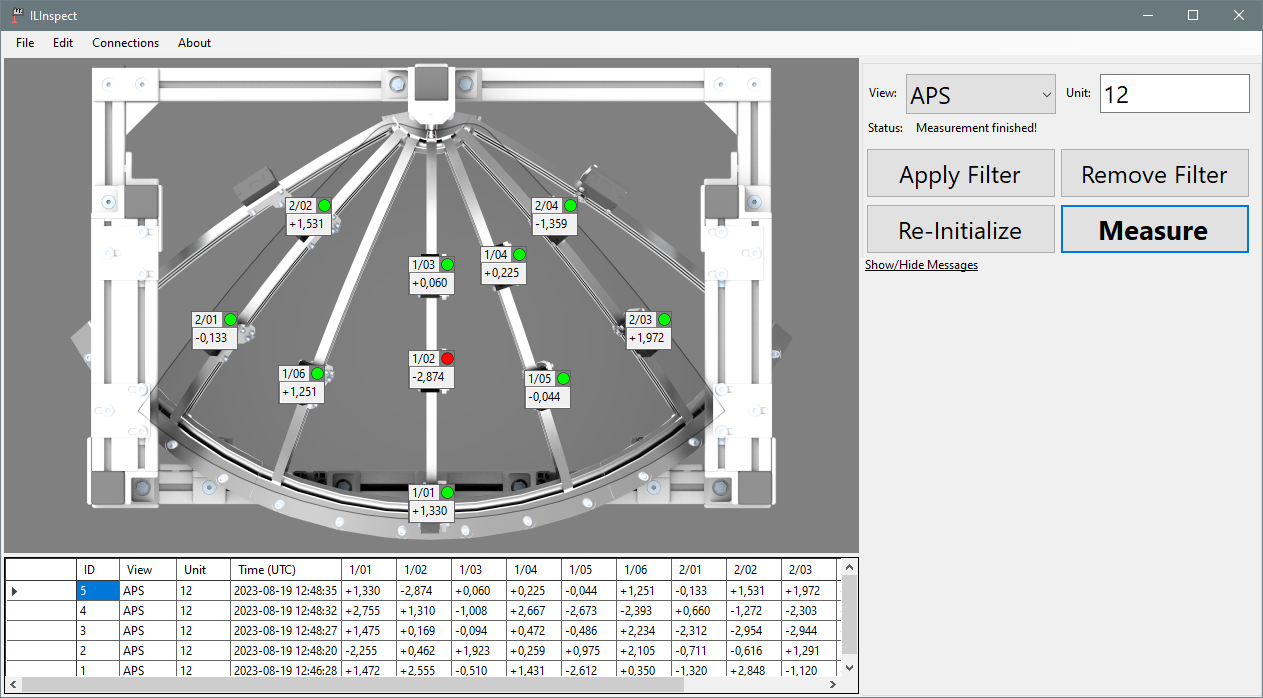 ILInspect
File Edit Connections About
View: APS Unit: 12
Status: Measurement finished!
Apply Filter Remove Filter
Re-Initialize Measure
Show/Hide Messages
2/02
+1,531
2/04
-1,359
1/03
+0,060
1/04
+0,225
2/01
-0,133
2/03
+1,972
1/06
+1,251
1/02
-2,874
1/05
-0,044
1/01
+1,330
ID View Unit Time (UTC) 1/01 1/02 1/03 1/04 1/05 1/06 2/01 2/02 2/03
5 APS 12 2023-08-19 12:48:35 +1,330 -2,874 +0,060 +0,225 -0,044 +1,251 -0,133 +1,531 +1,972
4 APS 12 2023-08-19 12:48:32 +2,755 +1,310 -1,008 +2,667 -2,673 -2,393 +0,660 -1,272 -2,303
3 APS 12 2023-08-19 12:48:27 +1,475 +0,169 -0,094 +0,472 -0,486 +2,234 -2,312 -2,954 -2,944
2 APS 12 2023-08-19 12:48:20 -2,255 +0,462 +1,923 +0,259 +0,975 +2,105 -0,711 -0,616 +1,291
1 APS 12 2023-08-19 12:46:28 +1,472 +2,555 -0,510 +1,431 -2,612 +0,350 -1,320 +2,848 -1,120